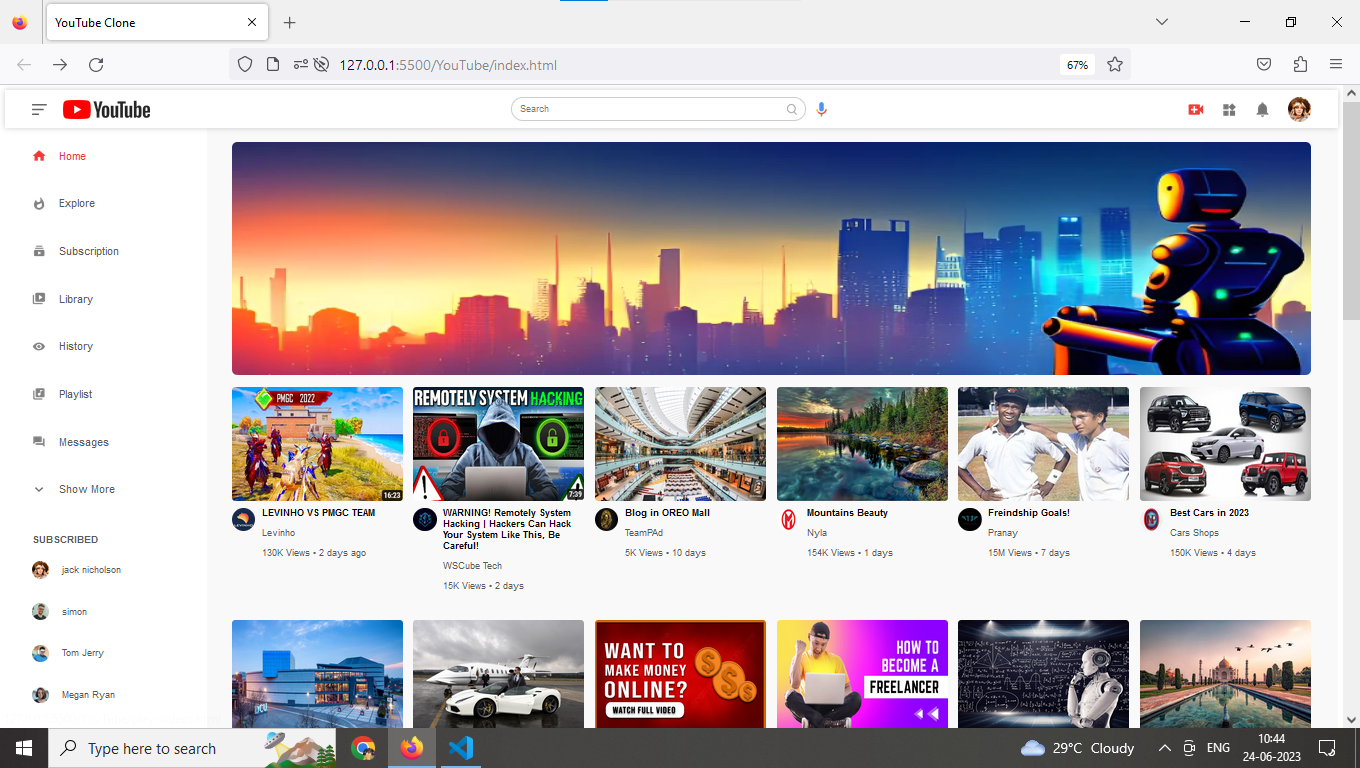 YouTube Clone
127.0.0.1:5500/YouTube/index.html
67%
YouTube
Search
Home
Explore
Subscription
Library
History
Playlist
Messages
Show More
SUBSCRIBED
jack nicholson
simon
Tom Jerry
Megan Ryan
PMGC 2022
16:23
LEVINHO VS PMGC TEAM
Levinho
130K Views • 2 days ago
REMOTELY SYSTEM HACKING
7:39
WARNING! Remotely System
Hacking | Hackers Can Hack
Your System Like This, Be
Careful!
WSCube Tech
15K Views • 2 days
Blog in OREO Mall
TeamPAd
5K Views • 10 days
Mountains Beauty
Nyla
154K Views • 1 days
Freindship Goals!
Pranay
15M Views • 7 days
Best Cars in 2023
Cars Shops
150K Views • 4 days
WANT TO
MAKE MONEY
ONLINE?
WATCH FULL VIDEO
HOW TO
BECOME A
FREELANCER
Type here to search
29°C Cloudy
ENG
10:44
24-06-2023